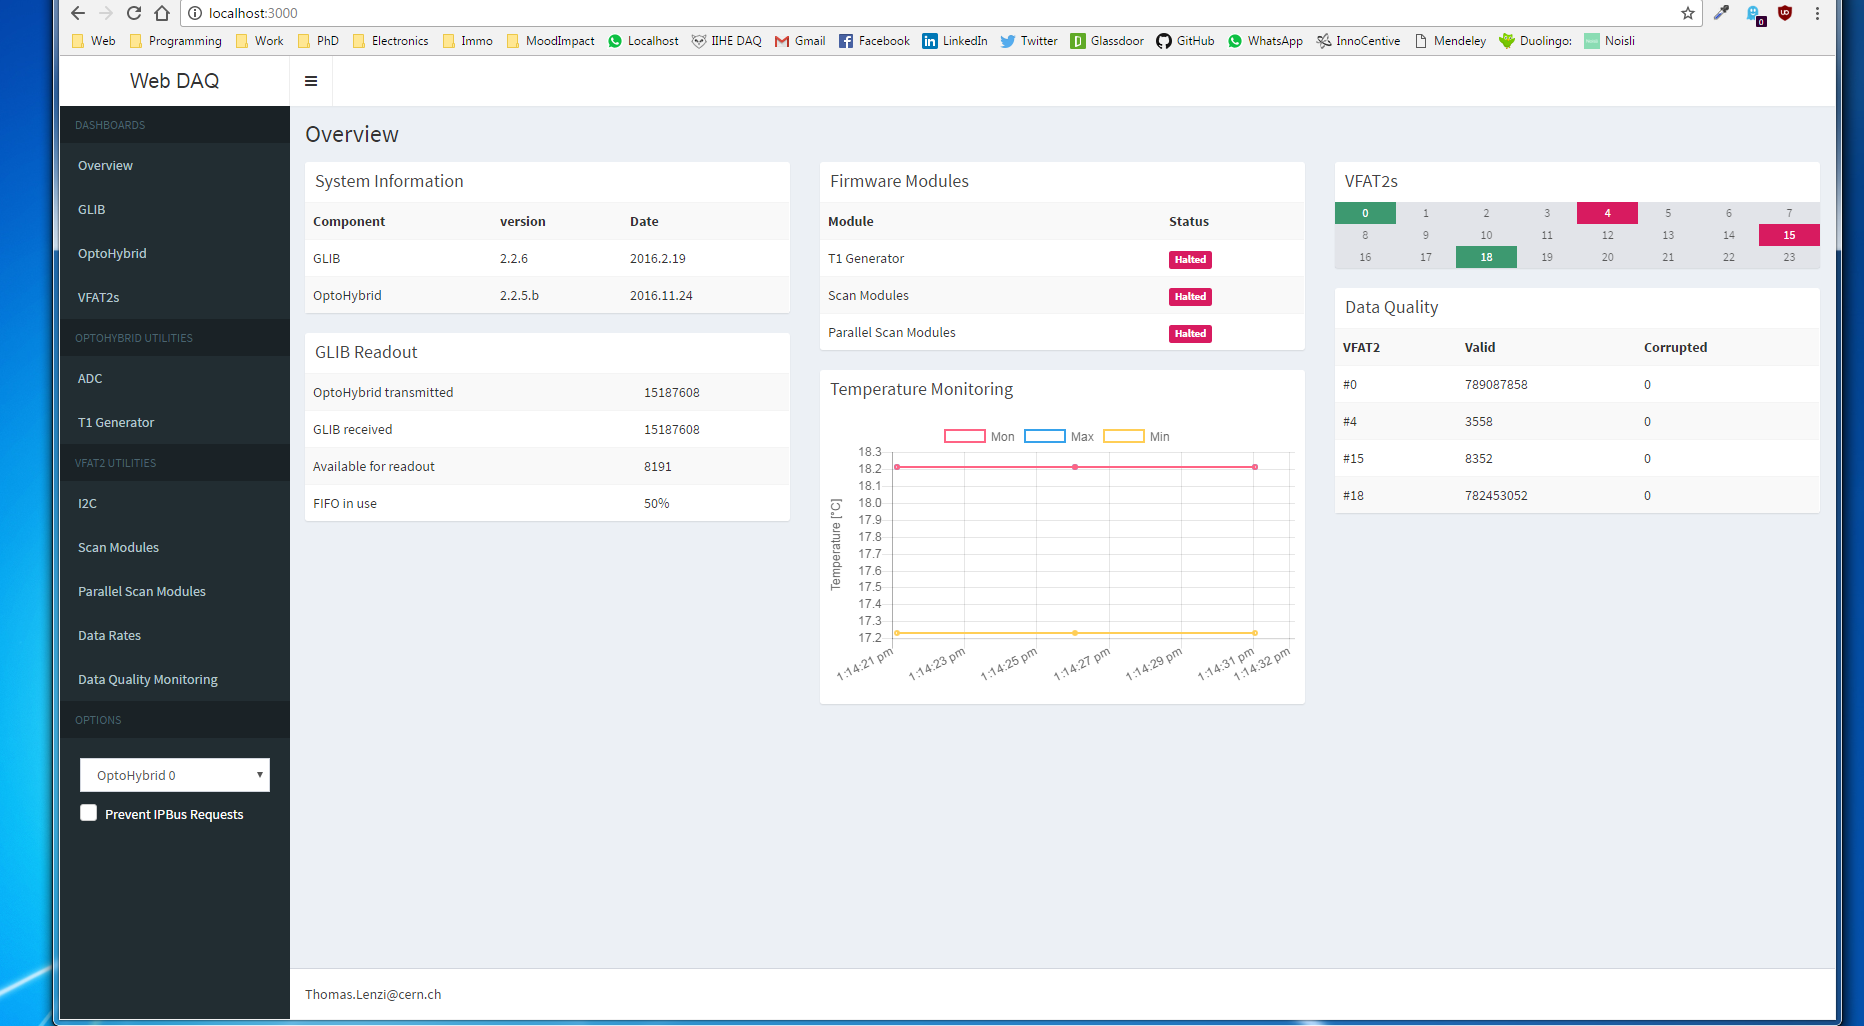 localhost:3000
0
Web Programming Work PhD Electronics Immo MoodImpact Localhost IIHE DAQ Gmail Facebook LinkedIn Twitter Glassdoor GitHub WhatsApp InnoCentive Mendeley Duolingo: Noisli
Web DAQ
DASHBOARDS
Overview
GLIB
OptoHybrid
VFAT2s
OPTOHYBRID UTILITIES
ADC
T1 Generator
VFAT2 UTILITIES
I2C
Scan Modules
Parallel Scan Modules
Data Rates
Data Quality Monitoring
OPTIONS
OptoHybrid 0
Prevent IPBus Requests
Overview
System Information
Component version Date
GLIB 2.2.6 2016.2.19
OptoHybrid 2.2.5.b 2016.11.24
GLIB Readout
OptoHybrid transmitted 15187608
GLIB received 15187608
Available for readout 8191
FIFO in use 50%
Firmware Modules
Module Status
T1 Generator Halted
Scan Modules Halted
Parallel Scan Modules Halted
Temperature Monitoring
Mon Max Min
Temperature [°C]
18.3
18.2
18.1
18.0
17.9
17.8
17.7
17.6
17.5
17.4
17.3
17.2
1:14:21 pm 1:14:23 pm 1:14:25 pm 1:14:27 pm 1:14:29 pm 1:14:31 pm 1:14:32 pm
VFAT2s
0 1 2 3 4 5 6 7
8 9 10 11 12 13 14 15
16 17 18 19 20 21 22 23
Data Quality
VFAT2 Valid Corrupted
#0 789087858 0
#4 3558 0
#15 8352 0
#18 782453052 0
Thomas.Lenzi@cern.ch